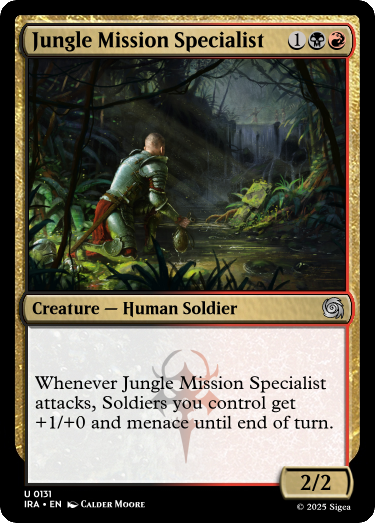 Jungle Mission Specialist 1
Creature — Human Soldier
Whenever Jungle Mission Specialist
attacks, Soldiers you control get
+1/+0 and menace until end of turn.
2/2
U 0131
IRA • EN Calder Moore
© 2025 Sigea